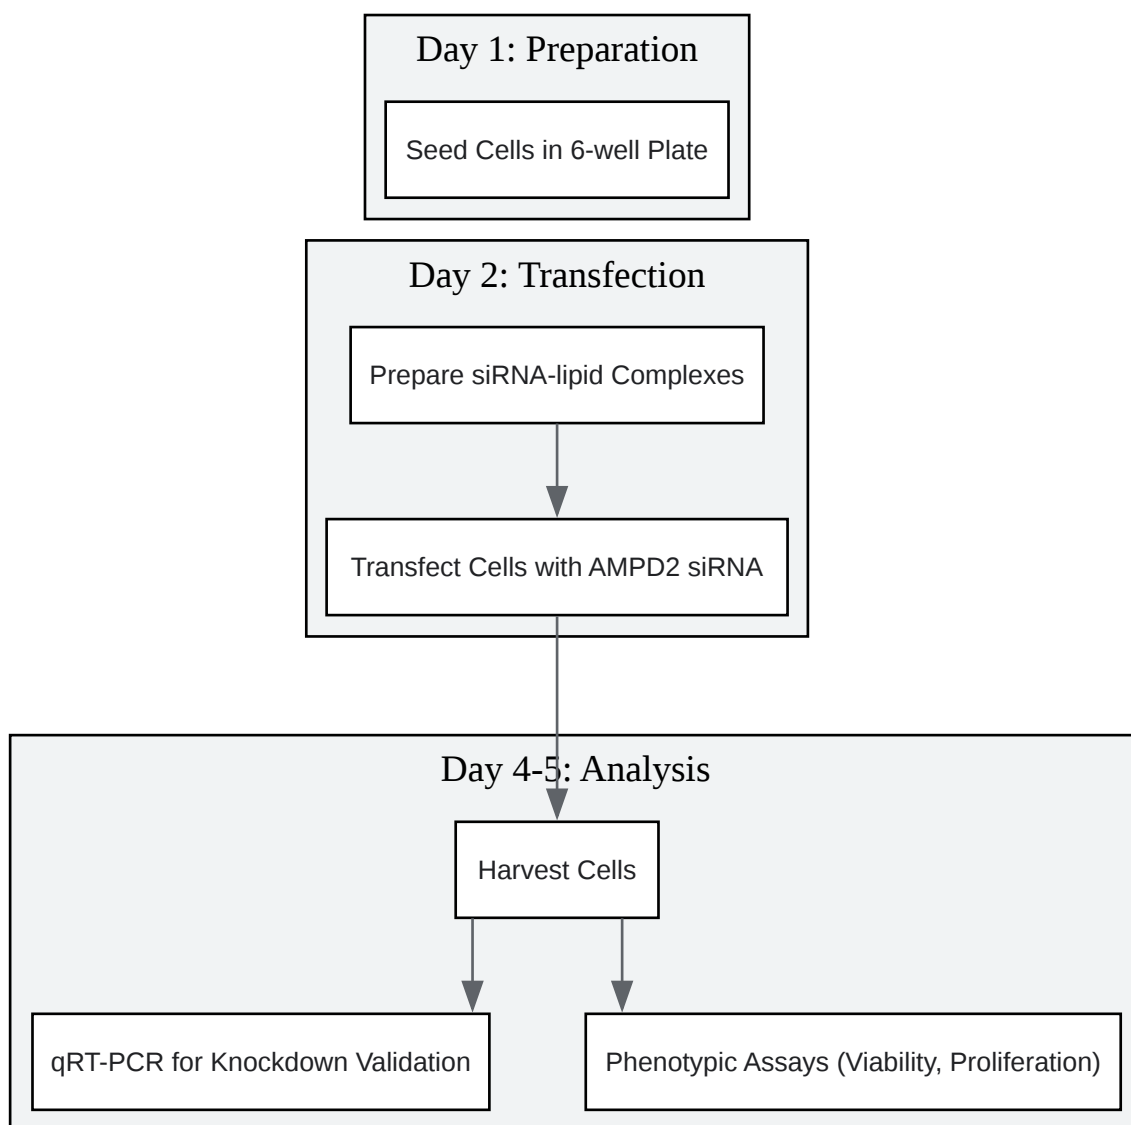 Day 1: Preparation
Seed Cells in 6-well Plate
Day 2: Transfection
Prepare siRNA-lipid Complexes
Transfect Cells with AMPD2 siRNA
Day 4-5: Analysis
Harvest Cells
qRT-PCR for Knockdown Validation
Phenotypic Assays (Viability, Proliferation)